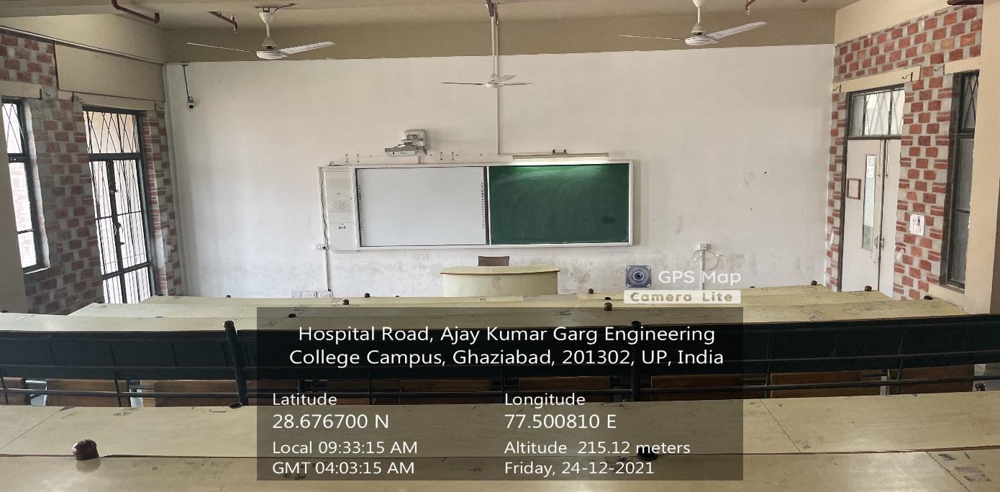 GPS Map
Camera Lite
Hospital Road, Ajay Kumar Garg Engineering
College Campus, Ghaziabad, 201302, UP, India
Latitude
28.676700 N
Longitude
77.500810 E
Local 09:33:15 AM
GMT 04:03:15 AM
Altitude 215.12 meters
Friday, 24-12-2021